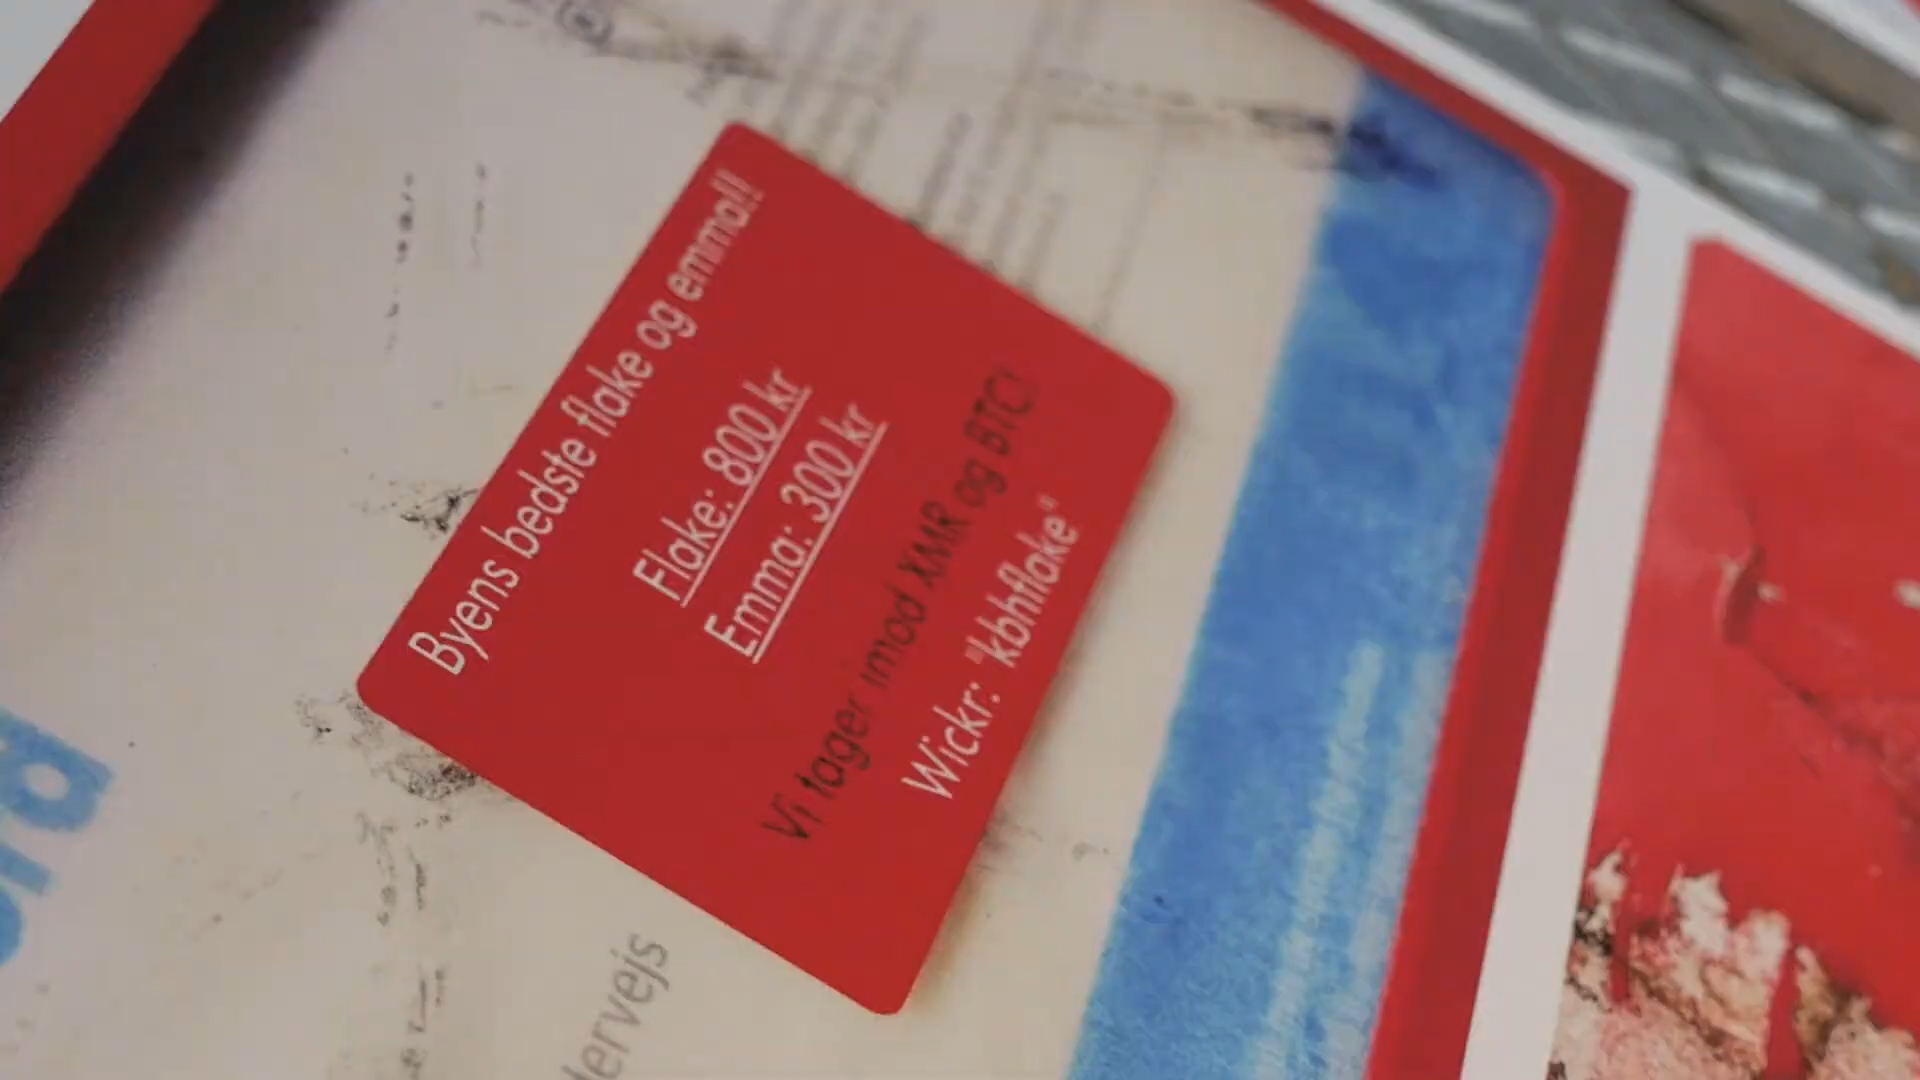 Byens bedste flake og emma!!
Flake: 800 kr
Emma: 300 kr
Vi tager imod XMR og BTC!
Wickr: "kbhflake"
dervejs